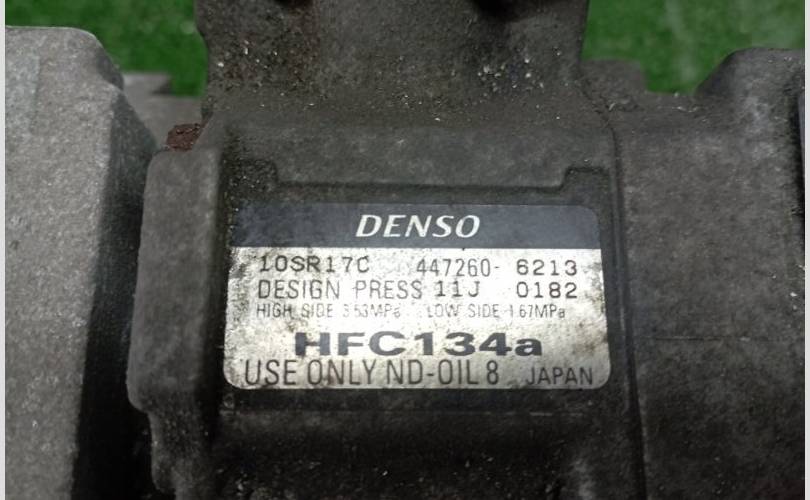 DENSO
10SR17C 447260-6213
DESIGN PRESS 11J 0182
HIGH SIDE 3.53MPa LOW SIDE 1.67MPa
HFC134a
USE ONLY ND-OIL 8 JAPAN